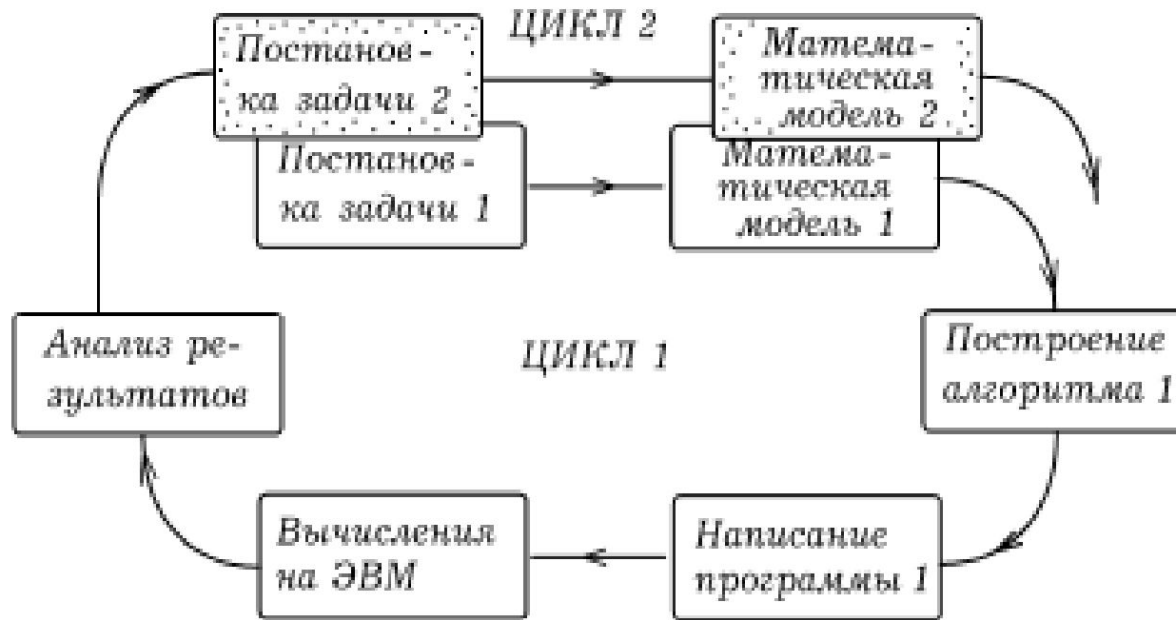 ЦИКЛ 2
Постанов-
ка задачи 2
Матема-
тическая
модель 2
Постанов-
ка задачи 1
Матема-
тическая
модель 1
Анализ ре-
зультатов
ЦИКЛ 1
Построение
алгоритма 1
Вычисления
на ЭВМ
Написание
программы 1